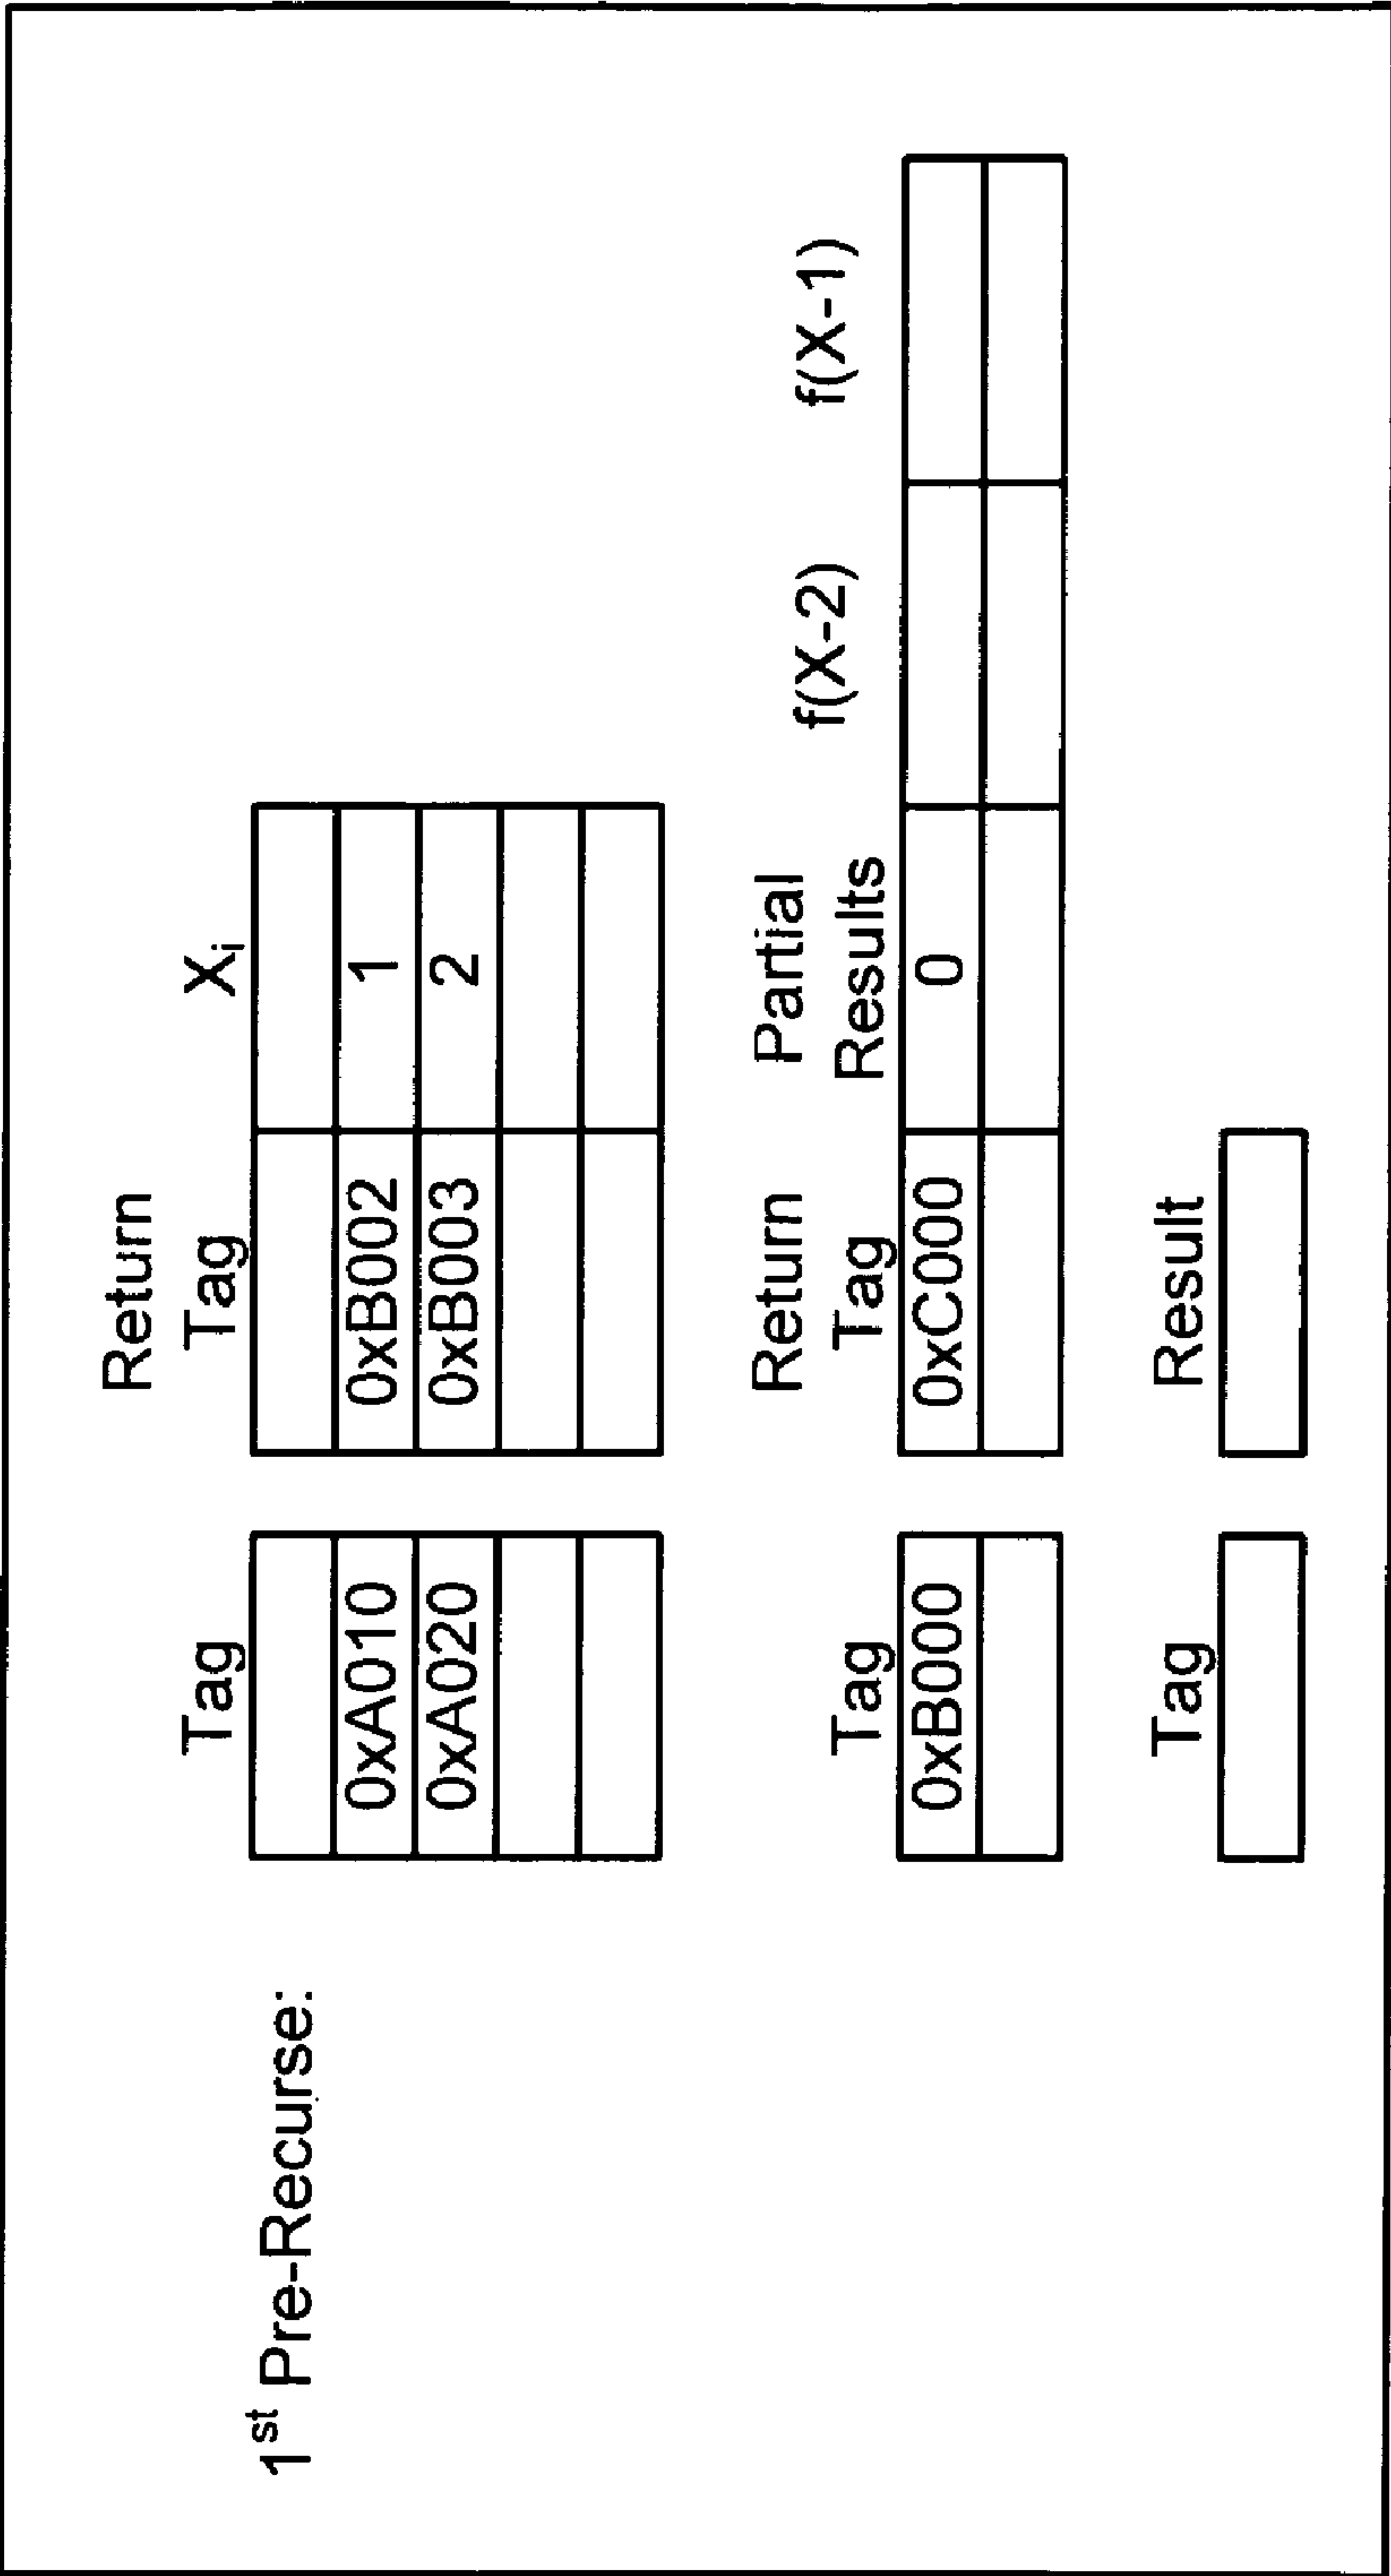 Return
Tag Tag Xi
1st Pre-Recurse:
0xA010 0xB002 1
0xA020 0xB003 2
Return Partial
Tag Tag Results f(X-2) f(X-1)
0xB000 0xC000 0
Tag Result